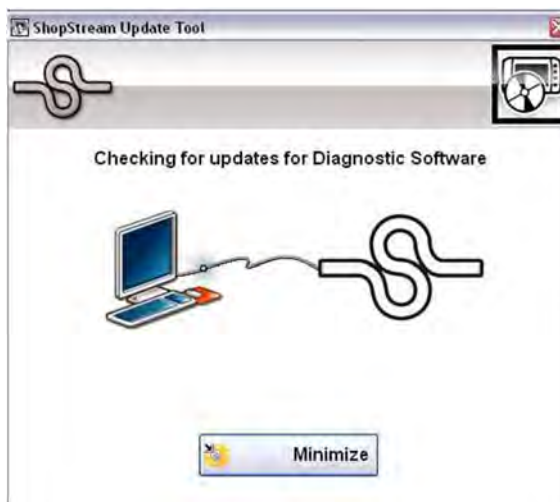 ShopStream Update Tool
Checking for updates for Diagnostic Software
Minimize